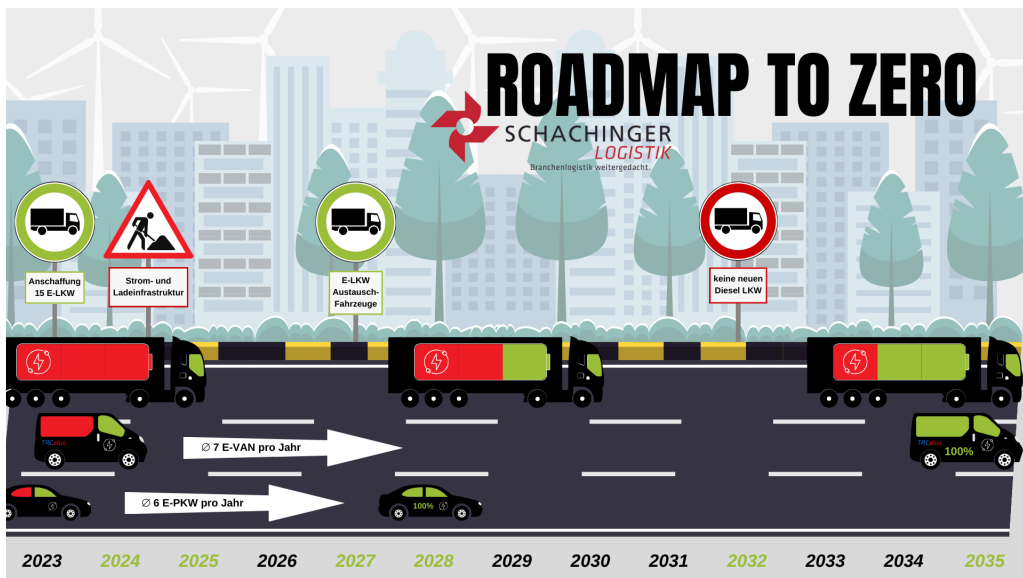 ROADMAP TO ZERO
SCHACHINGER
LOGISTIK
Branchenlogistik weitergedacht.
Anschaffung
15 E-LKW
Strom- und
Ladeinfrastruktur
E-LKW
Austausch-
Fahrzeuge
keine neuen
Diesel LKW
TRCplus
∅ 7 E-VAN pro Jahr
TRCplus
100%
∅ 6 E-PKW pro Jahr
100%
2023 2024 2025 2026 2027 2028 2029 2030 2031 2032 2033 2034 2035